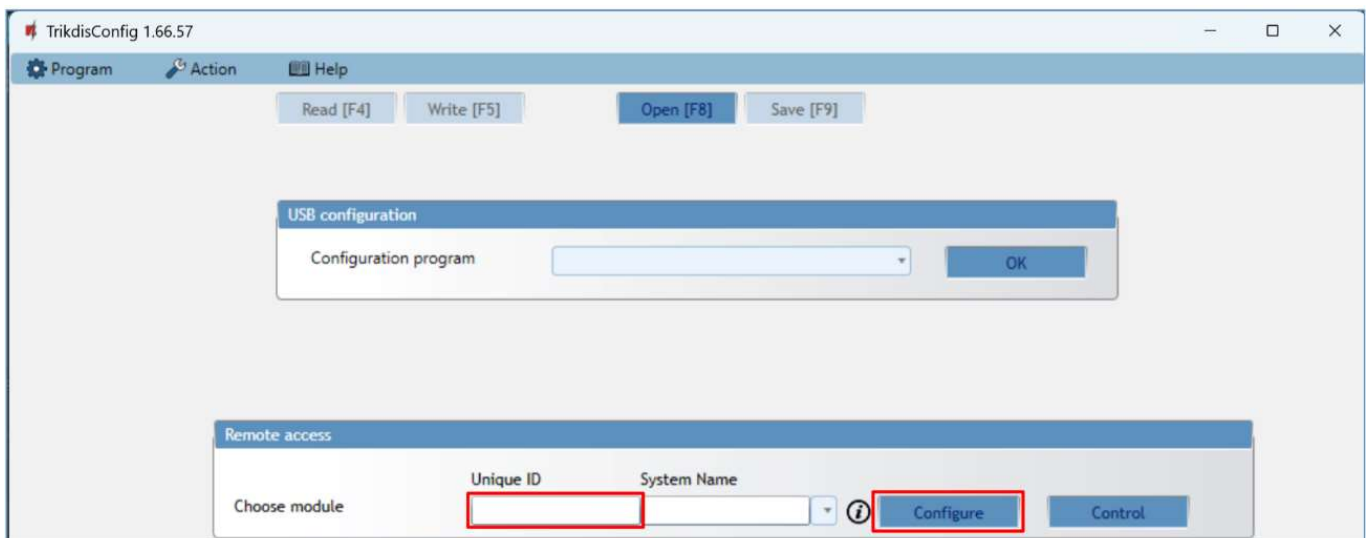 TrikdisConfig 1.66.57
Program Action Help
Read [F4] Write [F5] Open [F8] Save [F9]
USB configuration
Configuration program OK
Remote access
Unique ID System Name
Choose module i Configure Control